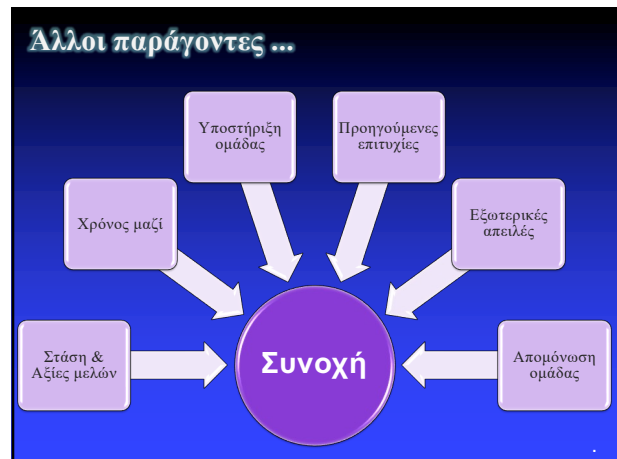 Άλλοι παράγοντες ...
Υποστήριξη
ομάδας
Προηγούμενες
επιτυχίες
Χρόνος μαζί
Εξωτερικές
απειλές
Στάση &
Αξίες μελών
Συνοχή
Απομόνωση
ομάδας
.